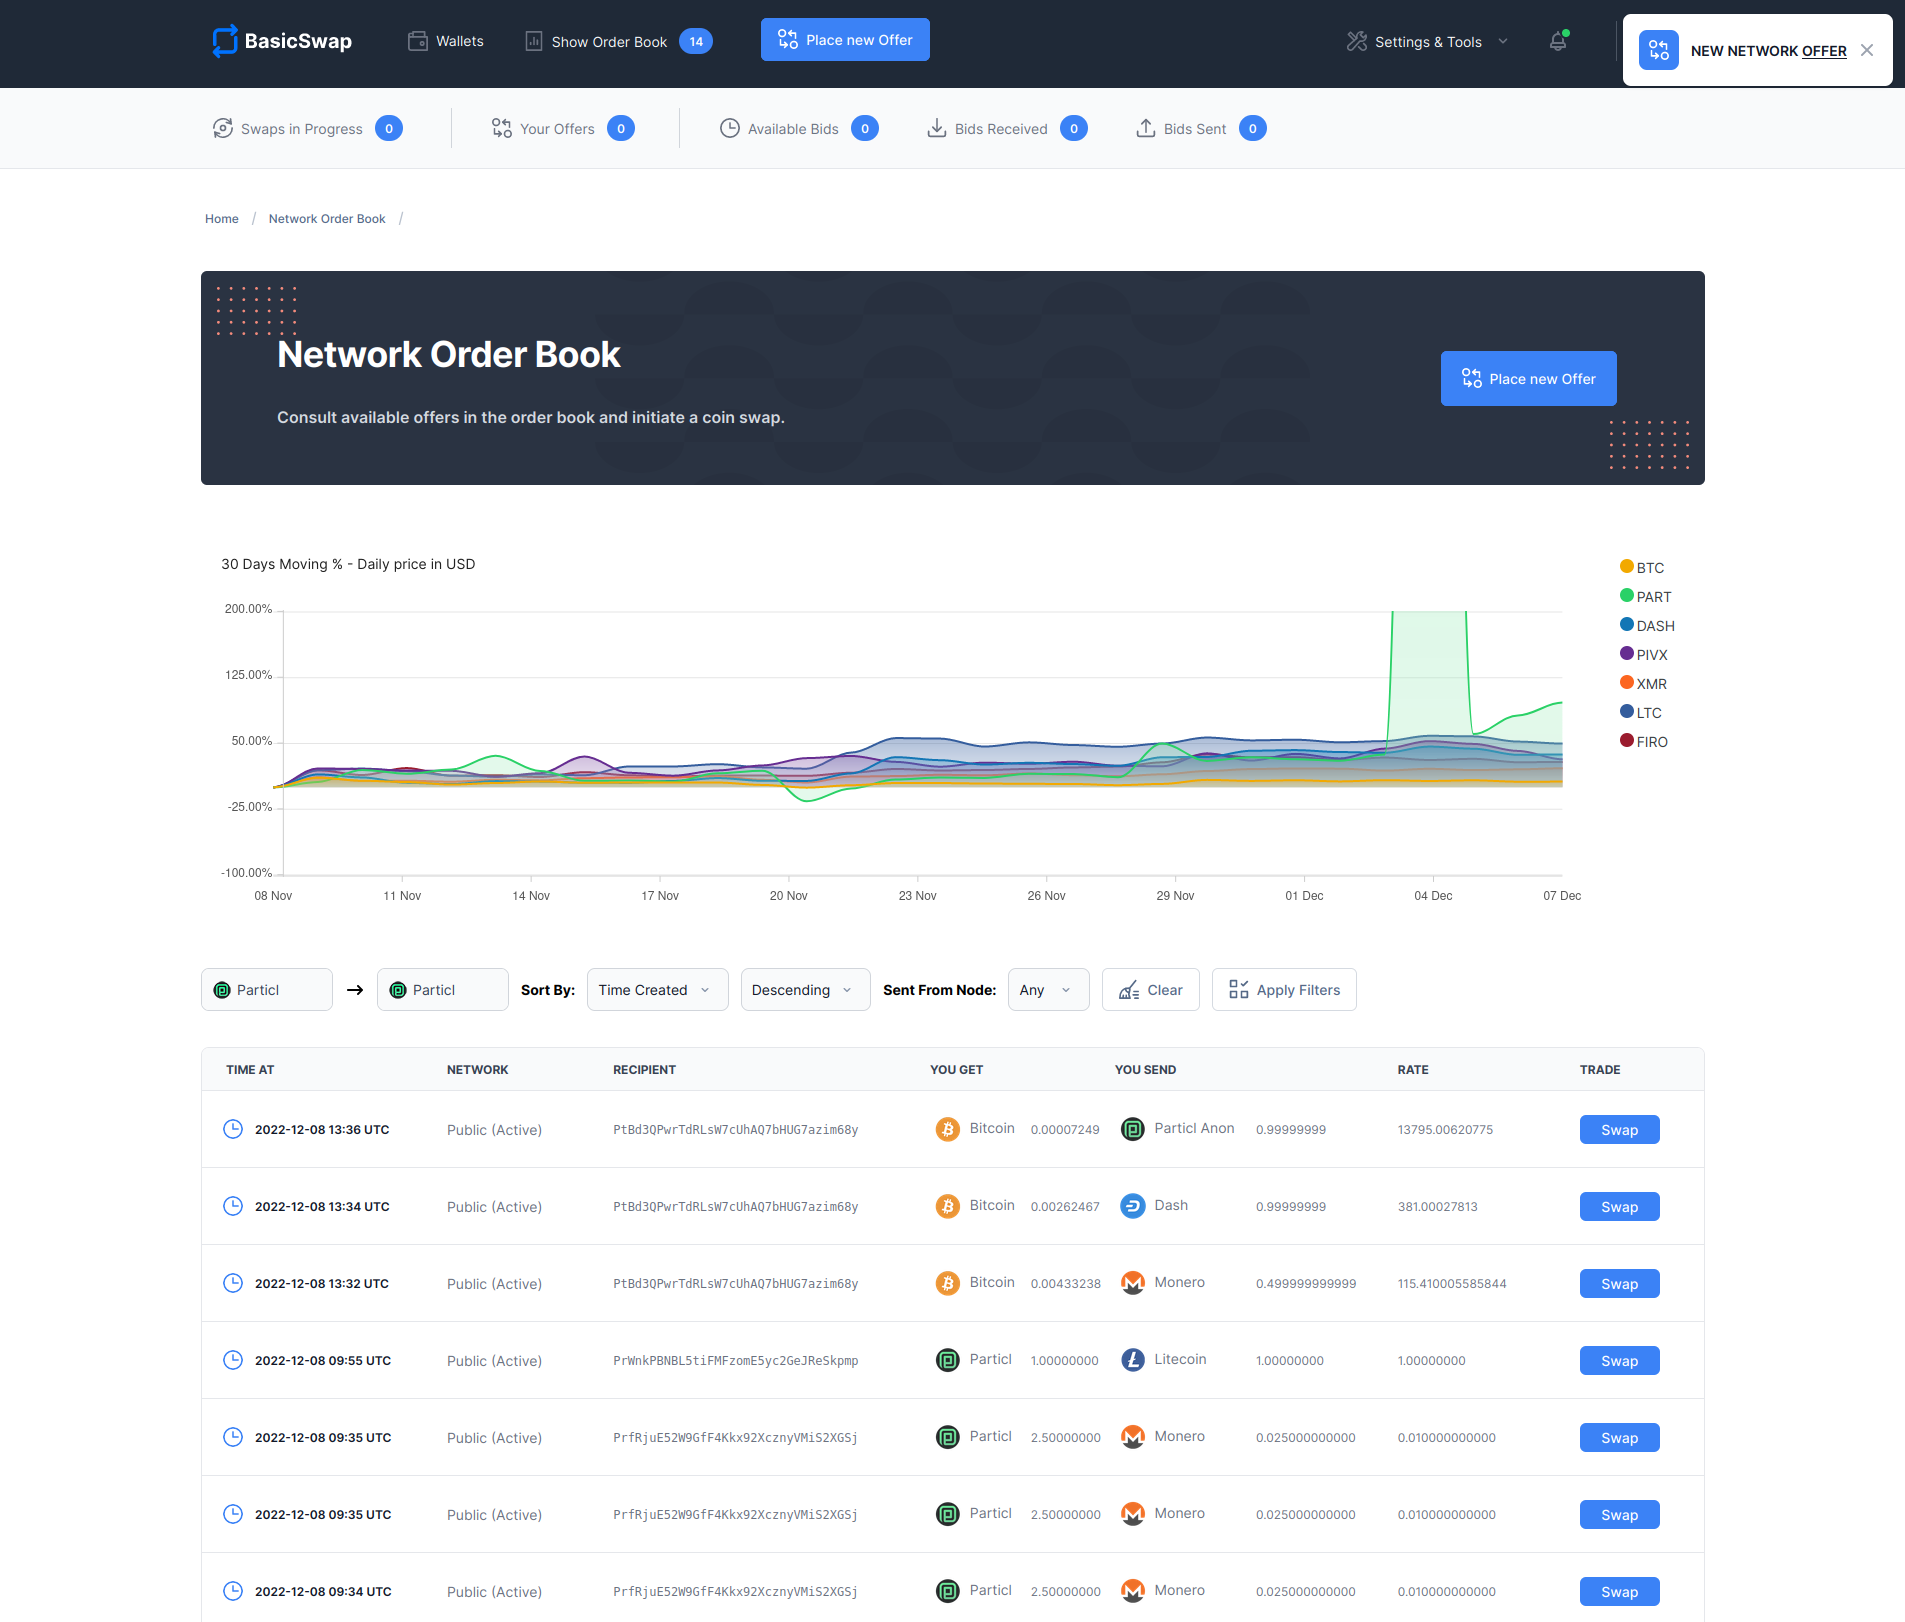 BasicSwap Wallets Show Order Book 14 Place new Offer Settings & Tools NEW NETWORK OFFER
Swaps in Progress 0 Your Offers 0 Available Bids 0 Bids Received 0 Bids Sent 0
Home / Network Order Book /
Network Order Book
Consult available offers in the order book and initiate a coin swap.
Place new Offer
30 Days Moving % - Daily price in USD
BTC
PART
DASH
PIVX
XMR
LTC
FIRO
200.00%
125.00%
50.00%
-25.00%
-100.00%
08 Nov 11 Nov 14 Nov 17 Nov 20 Nov 23 Nov 26 Nov 29 Nov 01 Dec 04 Dec 07 Dec
Particl → Particl Sort By: Time Created Descending Sent From Node: Any Clear Apply Filters
TIME AT NETWORK RECIPIENT YOU GET YOU SEND RATE TRADE
2022-12-08 13:36 UTC Public (Active) PtBd3QPwrTdRLsW7cUhAQ7bHUG7azim68y Bitcoin 0.00007249 Particl Anon 0.99999999 13795.00620775 Swap
2022-12-08 13:34 UTC Public (Active) PtBd3QPwrTdRLsW7cUhAQ7bHUG7azim68y Bitcoin 0.00262467 Dash 0.99999999 381.00027813 Swap
2022-12-08 13:32 UTC Public (Active) PtBd3QPwrTdRLsW7cUhAQ7bHUG7azim68y Bitcoin 0.00433238 Monero 0.499999999999 115.410005585844 Swap
2022-12-08 09:55 UTC Public (Active) PrWnkPBNBL5tiFMFzomE5yc2GeJReSkpmp Particl 1.00000000 Litecoin 1.00000000 1.00000000 Swap
2022-12-08 09:35 UTC Public (Active) PrfRjuE52W9GfF4Kkx92XcznyVMiS2XGSj Particl 2.50000000 Monero 0.025000000000 0.010000000000 Swap
2022-12-08 09:35 UTC Public (Active) PrfRjuE52W9GfF4Kkx92XcznyVMiS2XGSj Particl 2.50000000 Monero 0.025000000000 0.010000000000 Swap
2022-12-08 09:34 UTC Public (Active) PrfRjuE52W9GfF4Kkx92XcznyVMiS2XGSj Particl 2.50000000 Monero 0.025000000000 0.010000000000 Swap